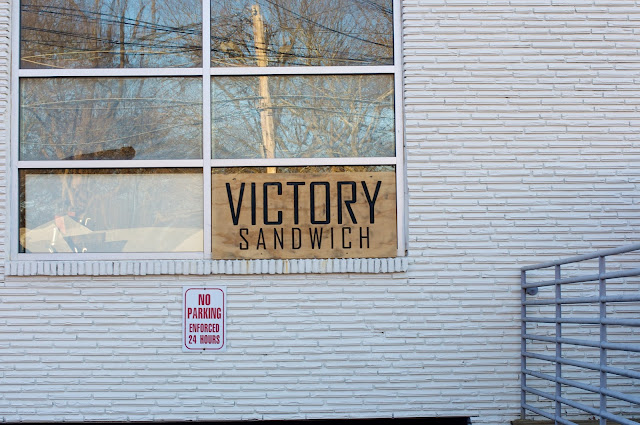 VICTORY
SANDWICH
NO
PARKING
ENFORCED
24 HOURS